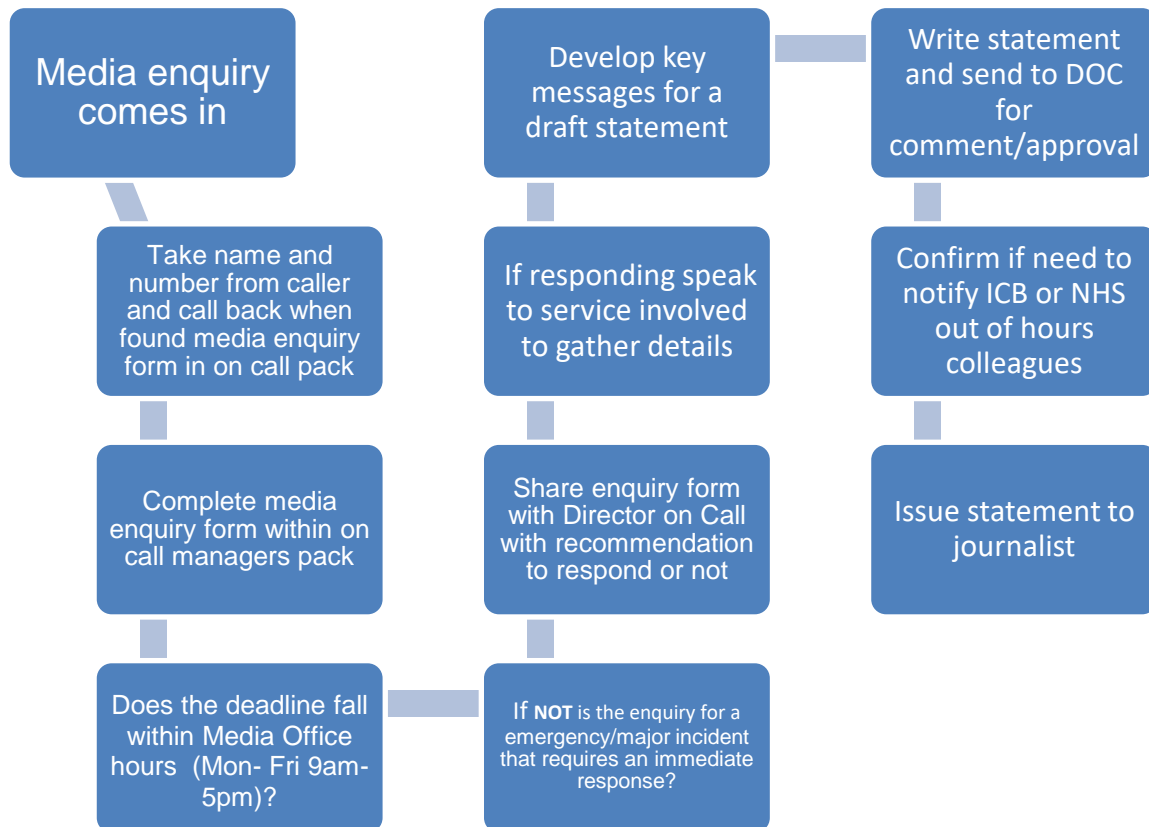 Media enquiry
comes in
Take name and
number from caller
and call back when
found media enquiry
form in on call pack
Complete media
enquiry form within on
call managers pack
Does the deadline fall
within Media Office
hours (Mon- Fri 9am-
5pm)?
If NOT is the enquiry for a
emergency/major incident
that requires an immediate
response?
Share enquiry form
with Director on Call
with recommendation
to respond or not
If responding speak
to service involved
to gather details
Develop key
messages for a
draft statement
Write statement
and send to DOC
for
comment/approval
Confirm if need to
notify ICB or NHS
out of hours
colleagues
Issue statement to
journalist